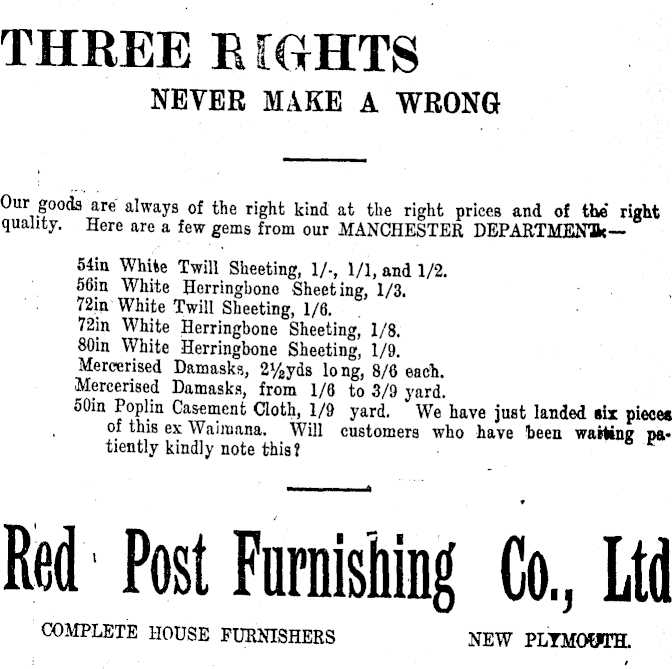 THREE RIGHTS
NEVER MAKE A WRONG
Our goods are always of the right kind at the right prices and of the right
quality. Here are a few gems from our MANCHESTER DEPARTMENT:—
54in White Twill Sheeting, 1/-, 1/1, and 1/2.
56in White Herringbone Sheeting, 1/3.
72in White Twill Sheeting, 1/6.
72in White Herringbone Sheeting, 1/8.
80in White Herringbone Sheeting, 1/9.
Mercerised Damasks, 2½yds long, 8/6 each.
Mercerised Damasks, from 1/6 to 3/9 yard.
50in Poplin Casement Cloth, 1/9 yard. We have just landed six pieces
of this ex Waimana. Will customers who have been waiting pa-
tiently kindly note this?
Red Post Furnishing Co., Ltd
COMPLETE HOUSE FURNISHERS NEW PLYMOUTH.